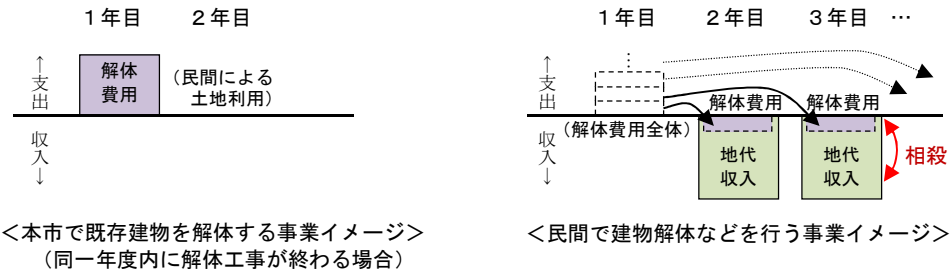 １年目　２年目
↑支出
解体
費用
（民間による
土地利用）
収入↓
＜本市で既存建物を解体する事業イメージ＞
（同一年度内に解体工事が終わる場合）
１年目　２年目　３年目　…
↑支出
⋮
解体費用　解体費用
（解体費用全体）
収入↓
地代
収入
地代
収入
相殺
＜民間で建物解体などを行う事業イメージ＞